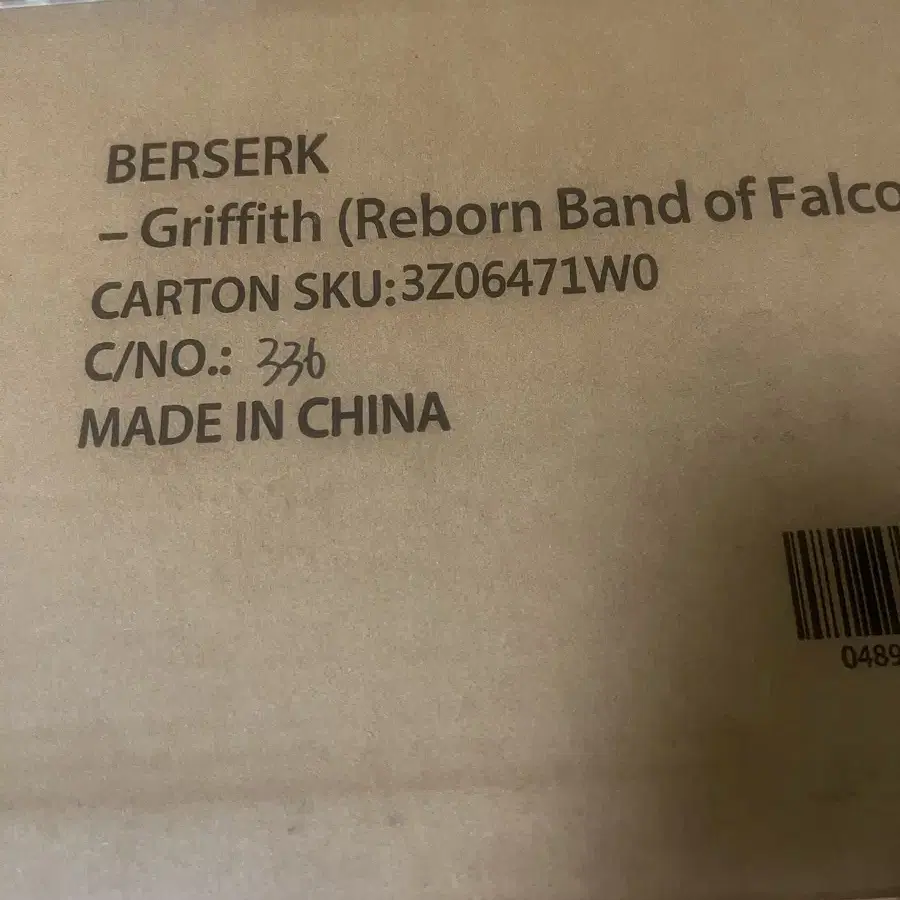 BERSERK
– Griffith (Reborn Band of Falco
CARTON SKU:3Z06471W0
C/NO.: 336
MADE IN CHINA
0489